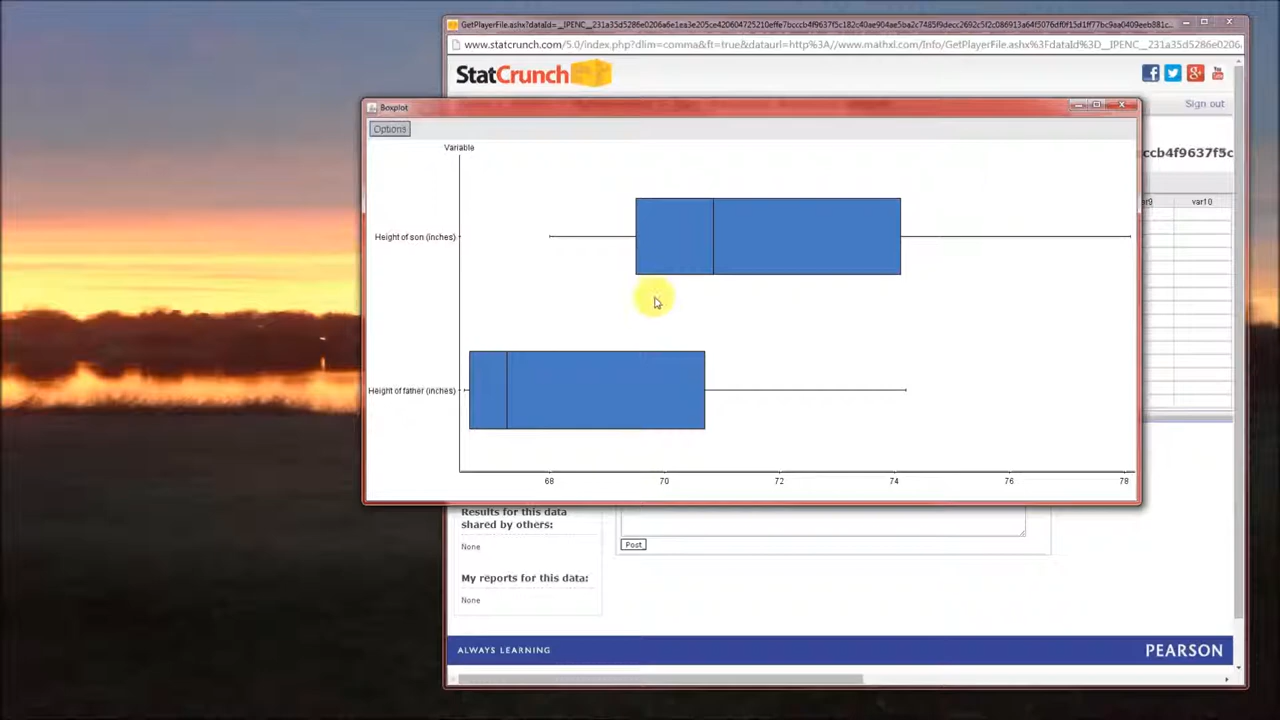 www.statcrunch.com/5.0/index.php?dlim=comma&ft=true&dataurl=http%3A//www.mathxl.com/Info/GetPlayerFile.ashx%3FdataId%3D__IPENC__231a35d5286e0206
StatCrunch
Boxplot
Sign out
Options
ccb4f9637f5c
Variable
var10
Height of son (inches)
Height of father (inches)
68 70 72 74 76 78
Results for this data
shared by others:
None
Post
My reports for this data:
None
ALWAYS LEARNING
PEARSON